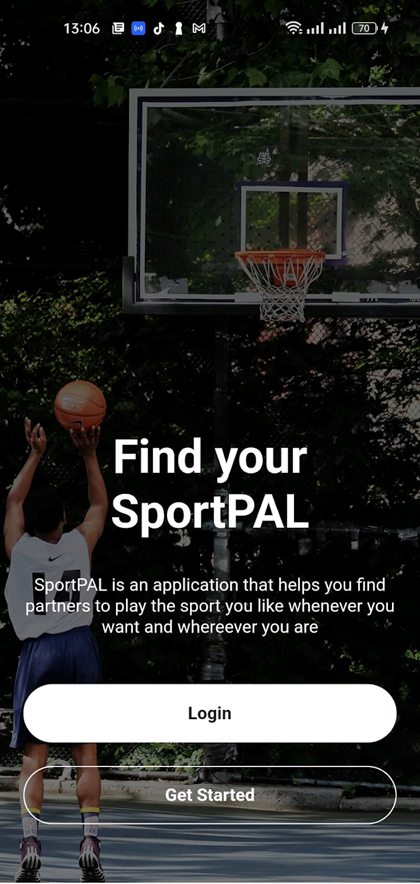 13:06
70
Find your
SportPAL
SportPAL is an application that helps you find
partners to play the sport you like whenever you
want and whereever you are
Login
Get Started